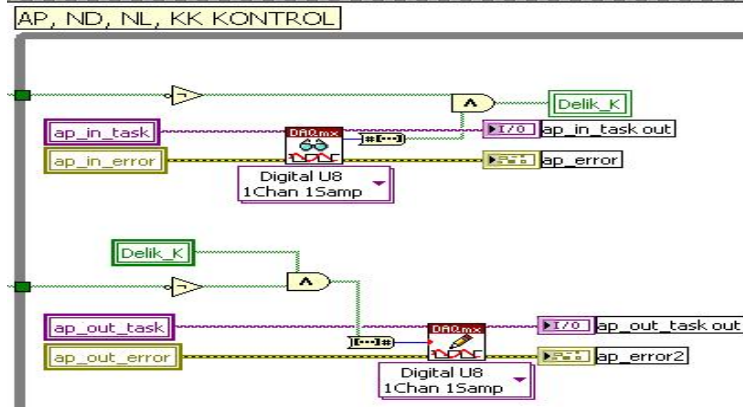 AP, ND, NL, KK KONTROL
Delik_K
ap_in_task
DAQmx
I/O
ap_in_task out
ap_in_error
ap_error
Digital U8
1Chan 1Samp
Delik_K
ap_out_task
DAQmx
I/O
ap_out_task out
ap_out_error
ap_error2
Digital U8
1Chan 1Samp